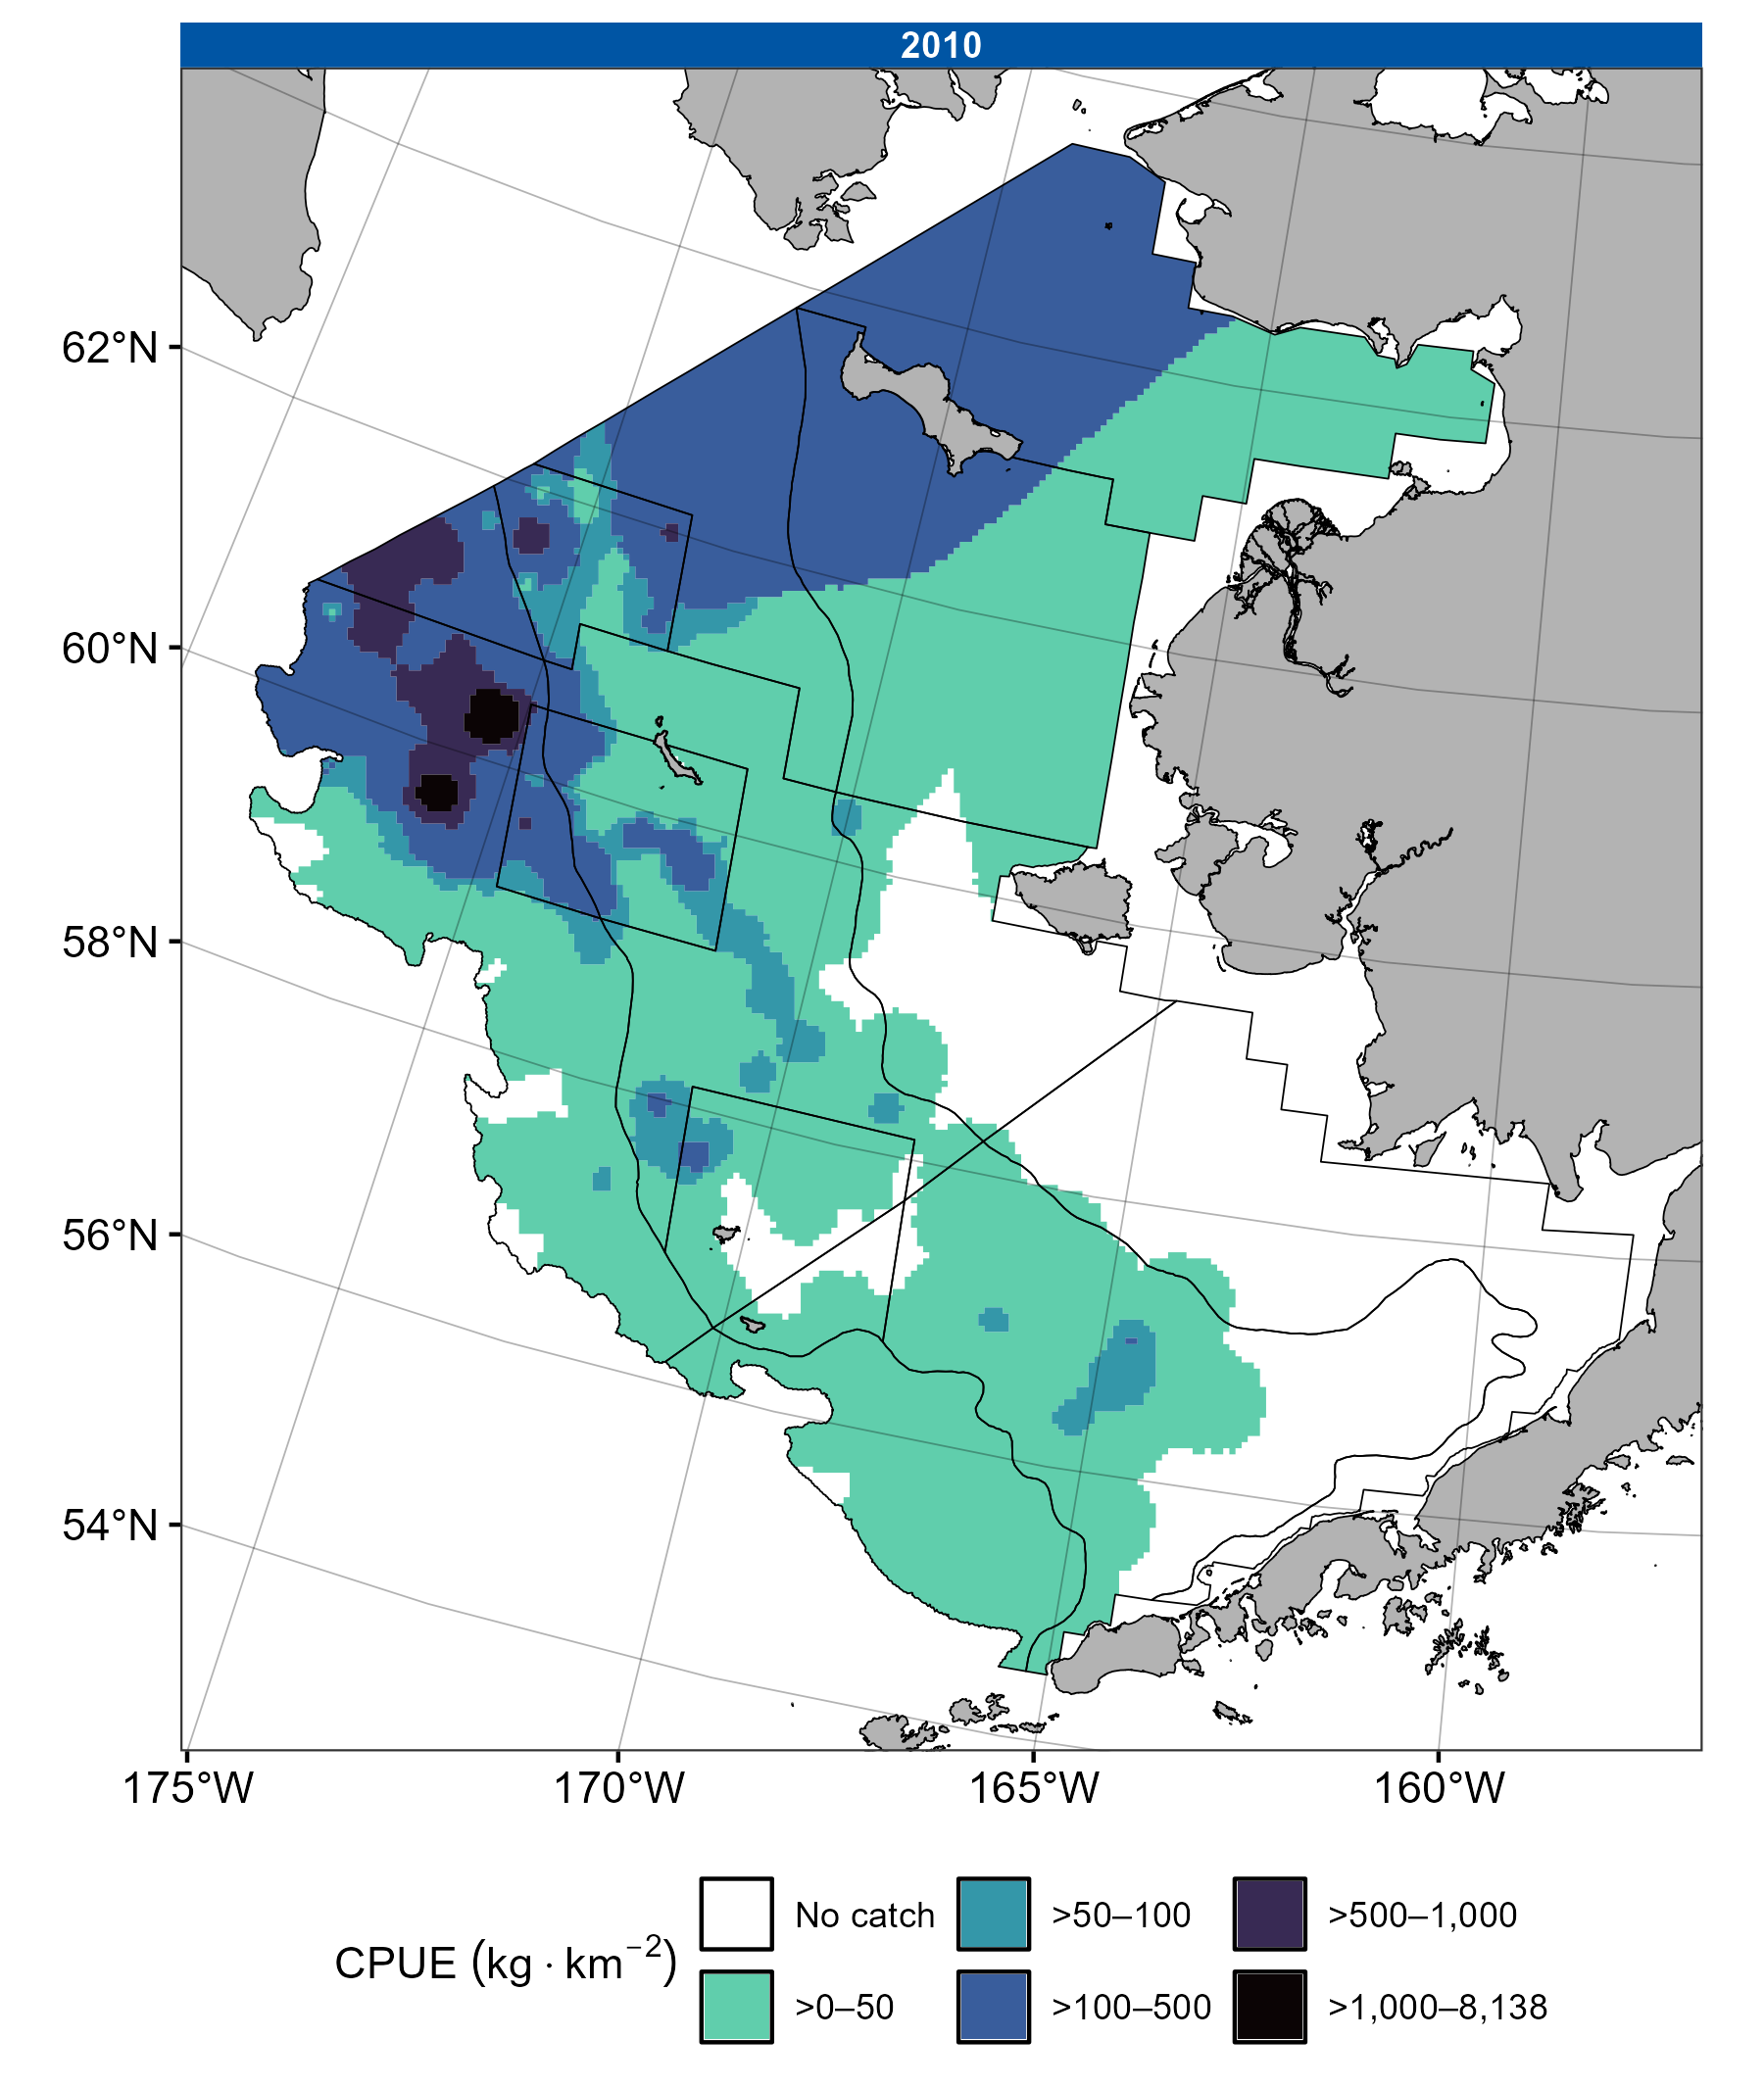 2010
62°N
60°N
58°N
56°N
54°N
175°W 170°W 165°W 160°W
CPUE (kg · km⁻²)
No catch >50–100 >500–1,000
>0–50 >100–500 >1,000–8,138